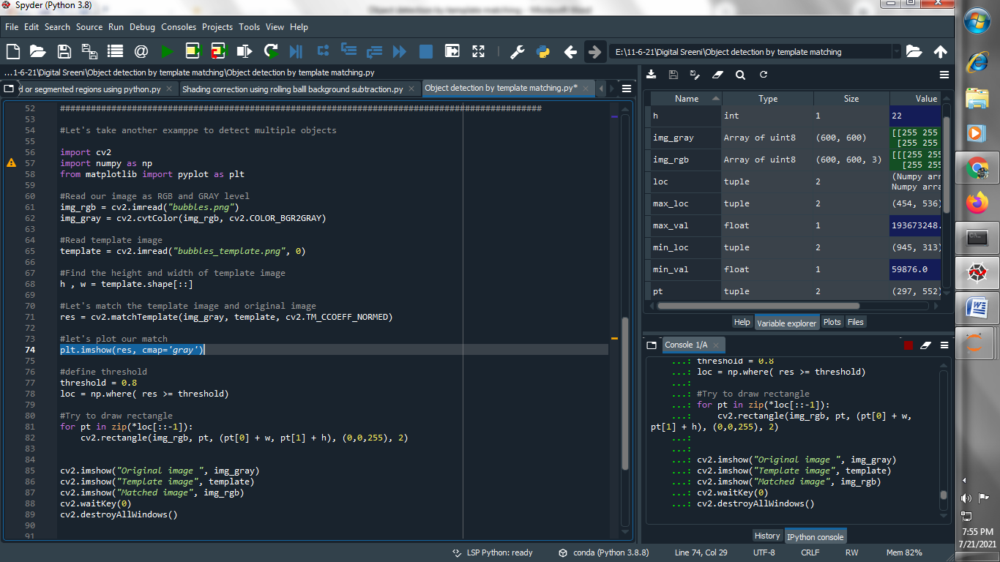 Spyder (Python 3.8)
Object detection by template matching - Microsoft Word
File Edit Search Source Run Debug Consoles Projects Tools View Help
E:\11-6-21\Digital Sreeni\Object detection by template matching
...1-6-21\Digital Sreeni\Object detection by template matching\Object detection by template matching.py
d or segmented regions using python.py
Shading correction using rolling balll background subtraction.py
Object detection by template matching.py*
52 ##############################################################################################
53
54 #Let's take another examppe to detect multiple objects
55
56 import cv2
57 import numpy as np
58 from matplotlib import pyplot as plt
59
60 #Read our image as RGB and GRAY level
61 img_rgb = cv2.imread("bubbles.png")
62 img_gray = cv2.cvtColor(img_rgb, cv2.COLOR_BGR2GRAY)
63
64 #Read template image
65 template = cv2.imread("bubbles_template.png", 0)
66
67 #Find the height and width of template image
68 h , w = template.shape[::]
69
70 #Let's match the template image and original image
71 res = cv2.matchTemplate(img_gray, template, cv2.TM_CCOEFF_NORMED)
72
73 #let's plot our match
74 plt.imshow(res, cmap='gray')
75
76 #define threshold
77 threshold = 0.8
78 loc = np.where( res >= threshold)
79
80 #Try to draw rectangle
81 for pt in zip(*loc[::-1]):
82 cv2.rectangle(img_rgb, pt, (pt[0] + w, pt[1] + h), (0,0,255), 2)
83
84
85 cv2.imshow("Original image ", img_gray)
86 cv2.imshow("Template image", template)
87 cv2.imshow("Matched image", img_rgb)
88 cv2.waitKey(0)
89 cv2.destroyAllWindows()
90
91
Name Type Size Value
h int 1 22
img_gray Array of uint8 (600, 600) [[255 255
[255 255
img_rgb Array of uint8 (600, 600, 3) [[[255 255
[255 255
loc tuple 2 (Numpy arr
Numpy arra
max_loc tuple 2 (454, 536)
max_val float 1 193673248.
min_loc tuple 2 (945, 313)
min_val float 1 59876.0
pt tuple 2 (297, 552)
Help Variable explorer Plots Files
Console 1/A
...: threshold = 0.8
...: loc = np.where( res >= threshold)
...:
...: #Try to draw rectangle
...: for pt in zip(*loc[::-1]):
...: cv2.rectangle(img_rgb, pt, (pt[0] + w,
pt[1] + h), (0,0,255), 2)
...:
...:
...: cv2.imshow("Original image ", img_gray)
...: cv2.imshow("Template image", template)
...: cv2.imshow("Matched image", img_rgb)
...: cv2.waitKey(0)
...: cv2.destroyAllWindows()
History IPython console
LSP Python: ready conda (Python 3.8.8) Line 74, Col 29 UTF-8 CRLF RW Mem 82%
7:55 PM
7/21/2021